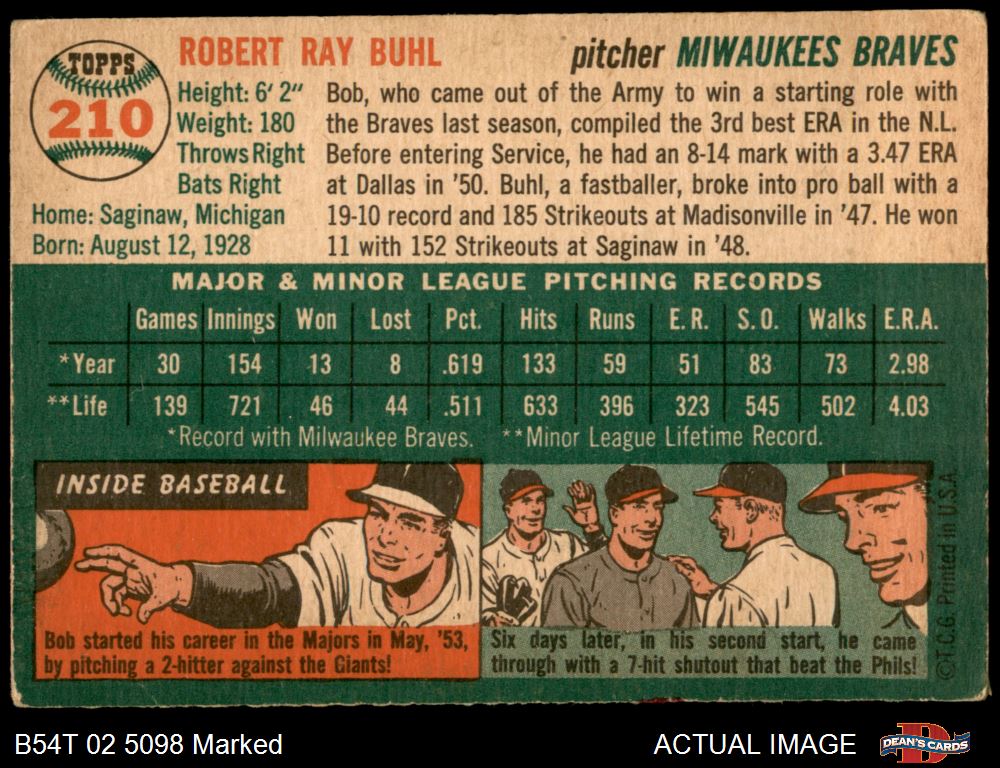 TOPPS
210
ROBERT RAY BUHL
pitcher MIWAUKEES BRAVES
Height: 6' 2"
Weight: 180
Throws Right
Bats Right
Home: Saginaw, Michigan
Born: August 12, 1928
Bob, who came out of the Army to win a starting role with
the Braves last season, compiled the 3rd best ERA in the N.L.
Before entering Service, he had an 8-14 mark with a 3.47 ERA
at Dallas in '50. Buhl, a fastballer, broke into pro ball with a
19-10 record and 185 Strikeouts at Madisonville in '47. He won
11 with 152 Strikeouts at Saginaw in '48.
MAJOR & MINOR LEAGUE PITCHING RECORDS
Games Innings Won Lost Pct. Hits Runs E. R. S. O. Walks E.R.A.
*Year 30 154 13 8 .619 133 59 51 83 73 2.98
**Life 139 721 46 44 .511 633 396 323 545 502 4.03
*Record with Milwaukee Braves. **Minor League Lifetime Record.
INSIDE BASEBALL
Bob started his career in the Majors in May, '53,
by pitching a 2-hitter against the Giants!
Six days later, in his second start, he came
through with a 7-hit shutout that beat the Phils!
©T.C.G. Printed in U.S.A.
B54T 02 5098 Marked
ACTUAL IMAGE
DEAN'S CARDS